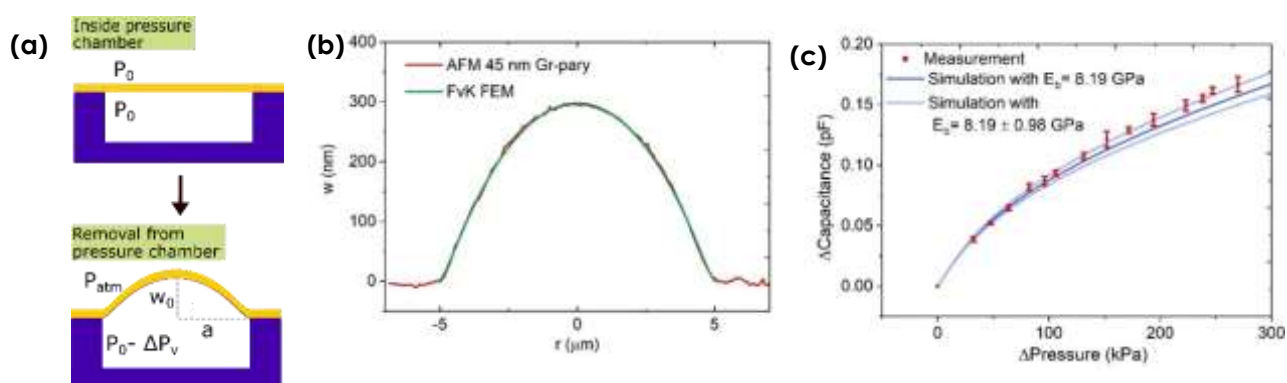 (a)
Inside pressure
chamber
P₀
P₀
Removal from
pressure chamber
Pₐₜₘ
w₀
a
P₀- ΔPᵥ
(b)
400
300
200
100
0
w (nm)
AFM 45 nm Gr-pary
FvK FEM
-5
0
5
r (μm)
(c)
0.20
0.15
0.10
0.05
0.00
ΔCapacitance (pF)
Measurement
Simulation with E_b= 8.19 GPa
Simulation with
E_b= 8.19 ± 0.98 GPa
0
100
200
300
ΔPressure (kPa)